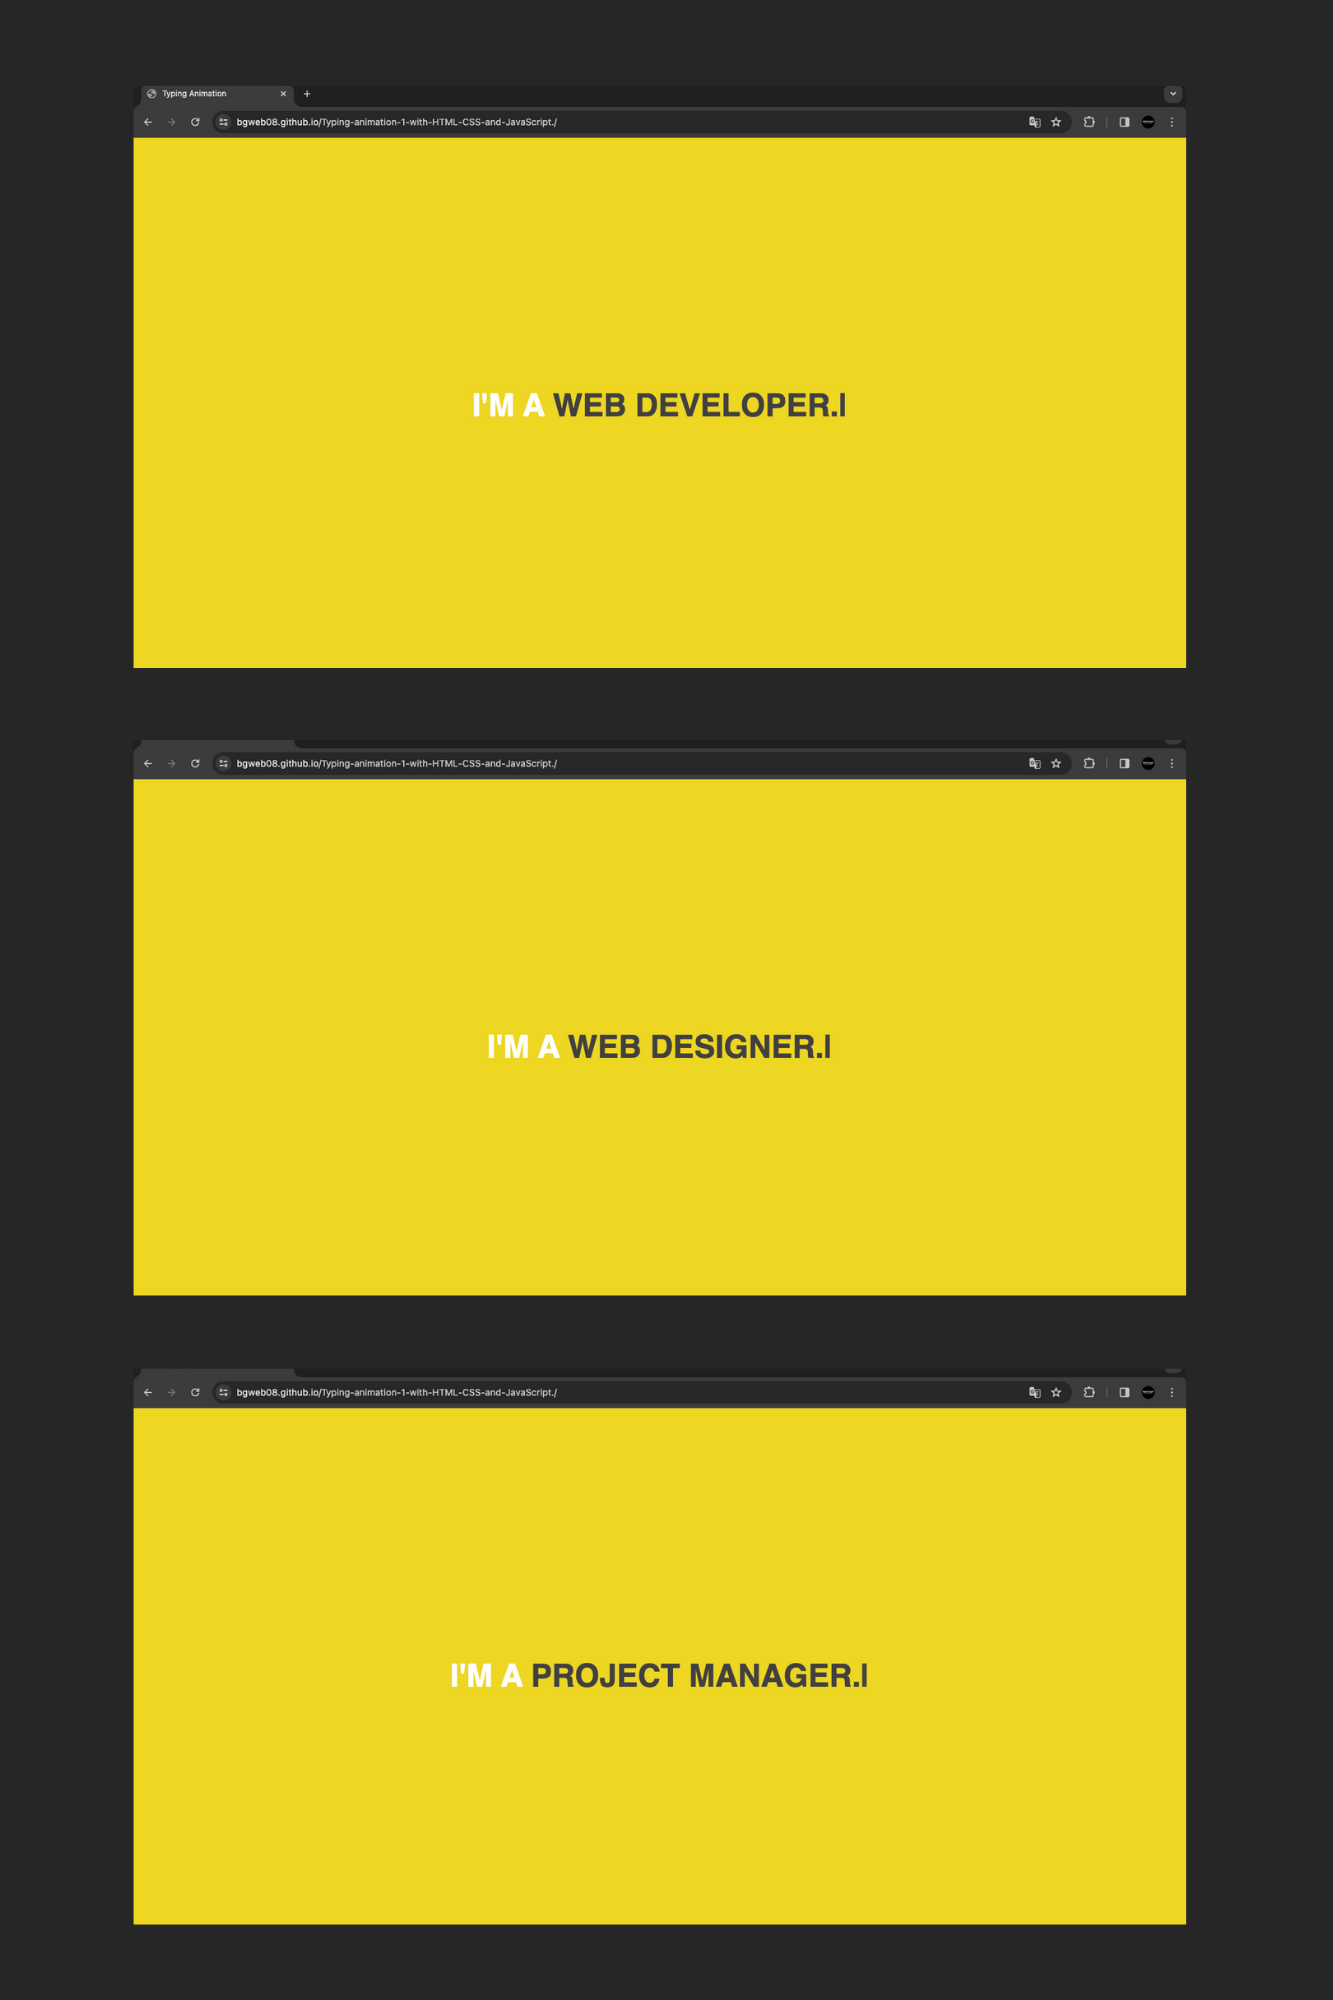 Typing Animation
bgweb08.github.io/Typing-animation-1-with-HTML-CSS-and-JavaScript./
I'M A WEB DEVELOPER.|
bgweb08.github.io/Typing-animation-1-with-HTML-CSS-and-JavaScript./
I'M A WEB DESIGNER.|
bgweb08.github.io/Typing-animation-1-with-HTML-CSS-and-JavaScript./
I'M A PROJECT MANAGER.|